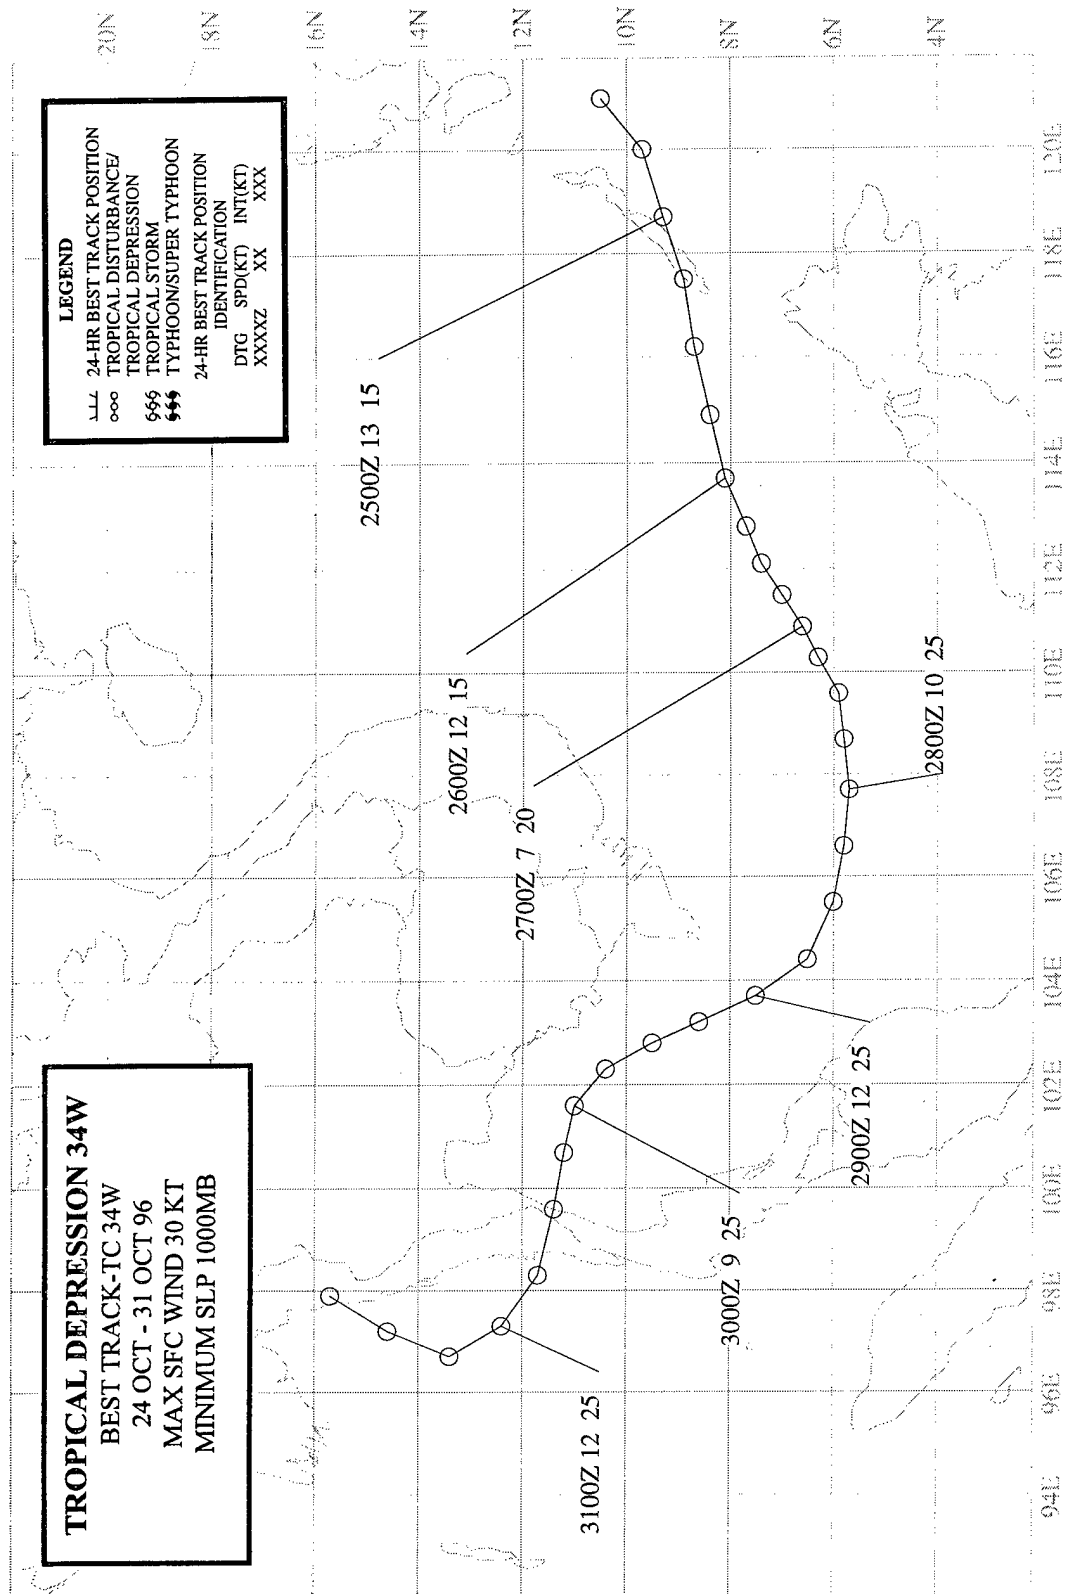 TROPICAL DEPRESSION 34W
BEST TRACK-TC 34W
24 OCT - 31 OCT 96
MAX SFC WIND 30 KT
MINIMUM SLP 1000MB
LEGEND
24-HR BEST TRACK POSITION
TROPICAL DISTURBANCE/
TROPICAL DEPRESSION
TROPICAL STORM
TYPHOON/SUPER TYPHOON
24-HR BEST TRACK POSITION
IDENTIFICATION
DTG SPD(KT) INT(KT)
XXXXZ XX XXX
2500Z 13 15
2600Z 12 15
2700Z 7 20
2800Z 10 25
2900Z 12 25
3000Z 9 25
3100Z 12 25
20N
18N
16N
14N
12N
10N
8N
6N
4N
94E
96E
98E
100E
102E
104E
106E
108E
110E
112E
114E
116E
118E
120E